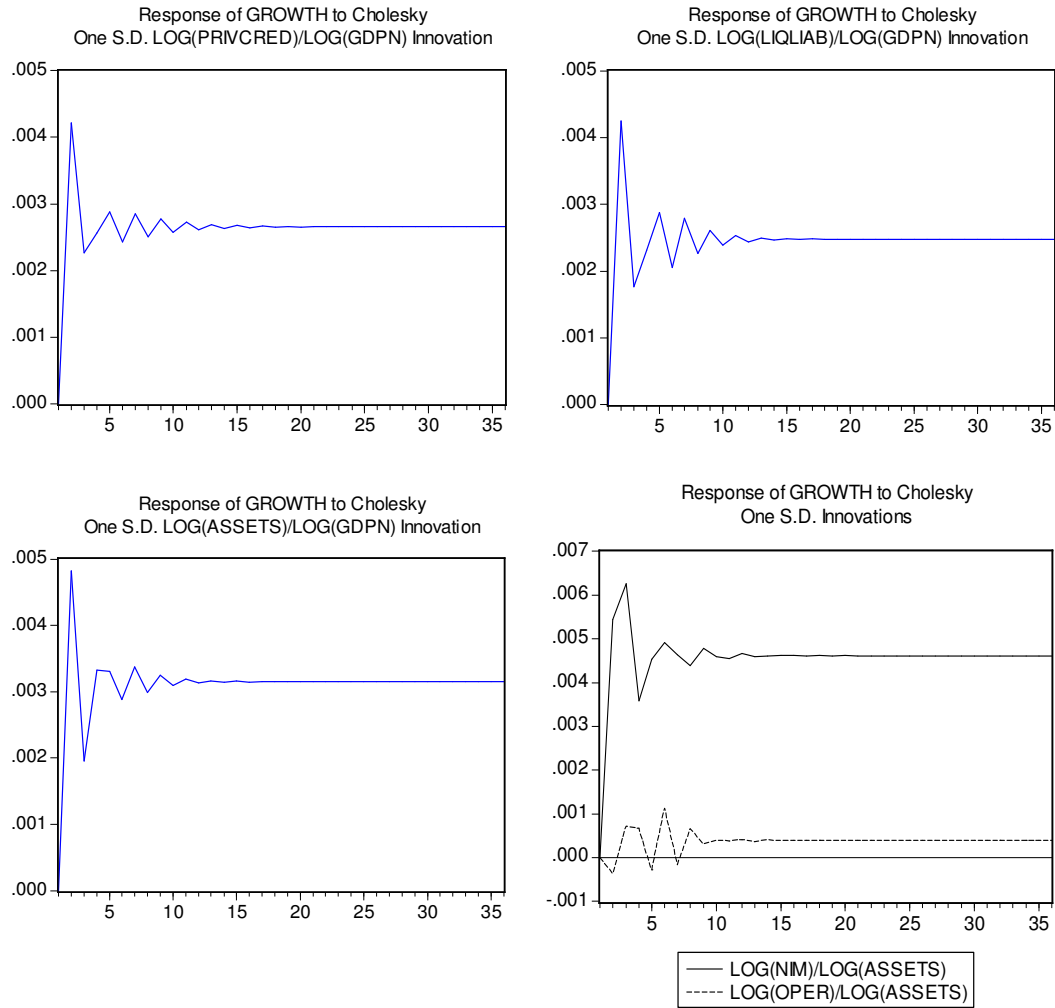 Response of GROWTH to Cholesky
One S.D. LOG(PRIVCRED)/LOG(GDPN) Innovation
.005
.004
.003
.002
.001
.000
5 10 15 20 25 30 35
Response of GROWTH to Cholesky
One S.D. LOG(LIQLIAB)/LOG(GDPN) Innovation
.005
.004
.003
.002
.001
.000
5 10 15 20 25 30 35
Response of GROWTH to Cholesky
One S.D. LOG(ASSETS)/LOG(GDPN) Innovation
.005
.004
.003
.002
.001
.000
5 10 15 20 25 30 35
Response of GROWTH to Cholesky
One S.D. Innovations
.007
.006
.005
.004
.003
.002
.001
.000
-.001
5 10 15 20 25 30 35
LOG(NIM)/LOG(ASSETS)
LOG(OPER)/LOG(ASSETS)